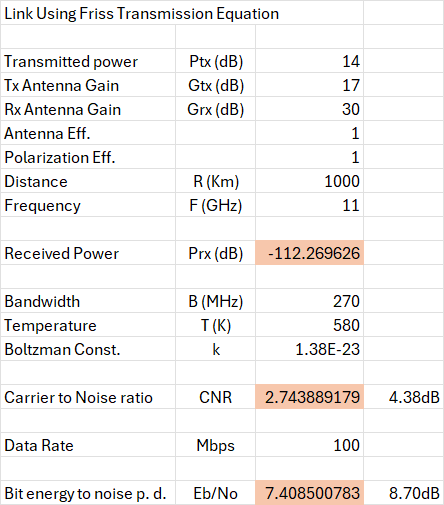 Link Using Friss Transmission Equation
Transmitted power Ptx (dB) 14
Tx Antenna Gain Gtx (dB) 17
Rx Antenna Gain Grx (dB) 30
Antenna Eff. 1
Polarization Eff. 1
Distance R (Km) 1000
Frequency F (GHz) 11
Received Power Prx (dB) -112.269626
Bandwidth B (MHz) 270
Temperature T (K) 580
Boltzman Const. k 1.38E-23
Carrier to Noise ratio CNR 2.743889179 4.38dB
Data Rate Mbps 100
Bit energy to noise p. d. Eb/No 7.408500783 8.70dB